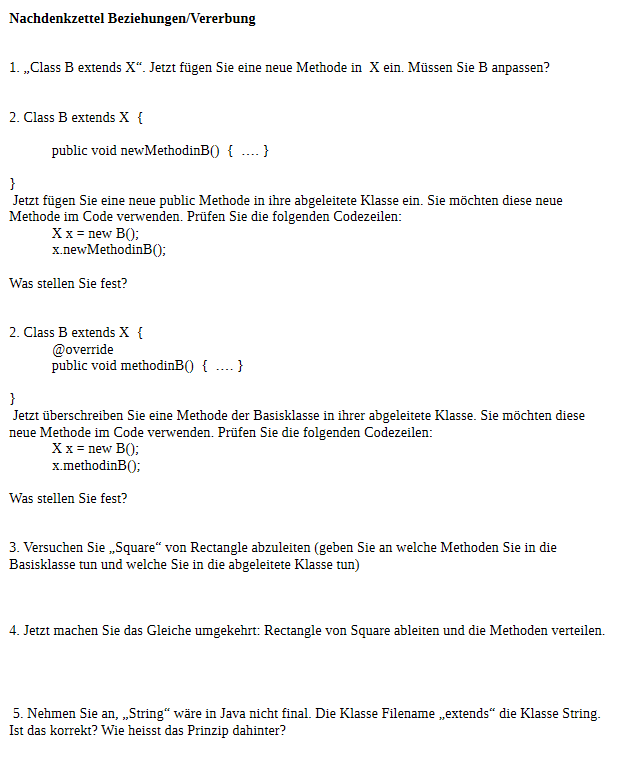 Nachdenkzettel Beziehungen/Vererbung
1. „Class B extends X“. Jetzt fügen Sie eine neue Methode in  X ein. Müssen Sie B anpassen?
2. Class B extends X  {
public void newMethodinB()  {  …. }
}
Jetzt fügen Sie eine neue public Methode in ihre abgeleitete Klasse ein. Sie möchten diese neue
Methode im Code verwenden. Prüfen Sie die folgenden Codezeilen:
X x = new B();
x.newMethodinB();
Was stellen Sie fest?
2. Class B extends X  {
@override
public void methodinB()  {  …. }
}
Jetzt überschreiben Sie eine Methode der Basisklasse in ihrer abgeleitete Klasse. Sie möchten diese
neue Methode im Code verwenden. Prüfen Sie die folgenden Codezeilen:
X x = new B();
x.methodinB();
Was stellen Sie fest?
3. Versuchen Sie „Square“ von Rectangle abzuleiten (geben Sie an welche Methoden Sie in die
Basisklasse tun und welche Sie in die abgeleitete Klasse tun)
4. Jetzt machen Sie das Gleiche umgekehrt: Rectangle von Square ableiten und die Methoden verteilen.
5. Nehmen Sie an, „String“ wäre in Java nicht final. Die Klasse Filename „extends“ die Klasse String.
Ist das korrekt? Wie heisst das Prinzip dahinter?